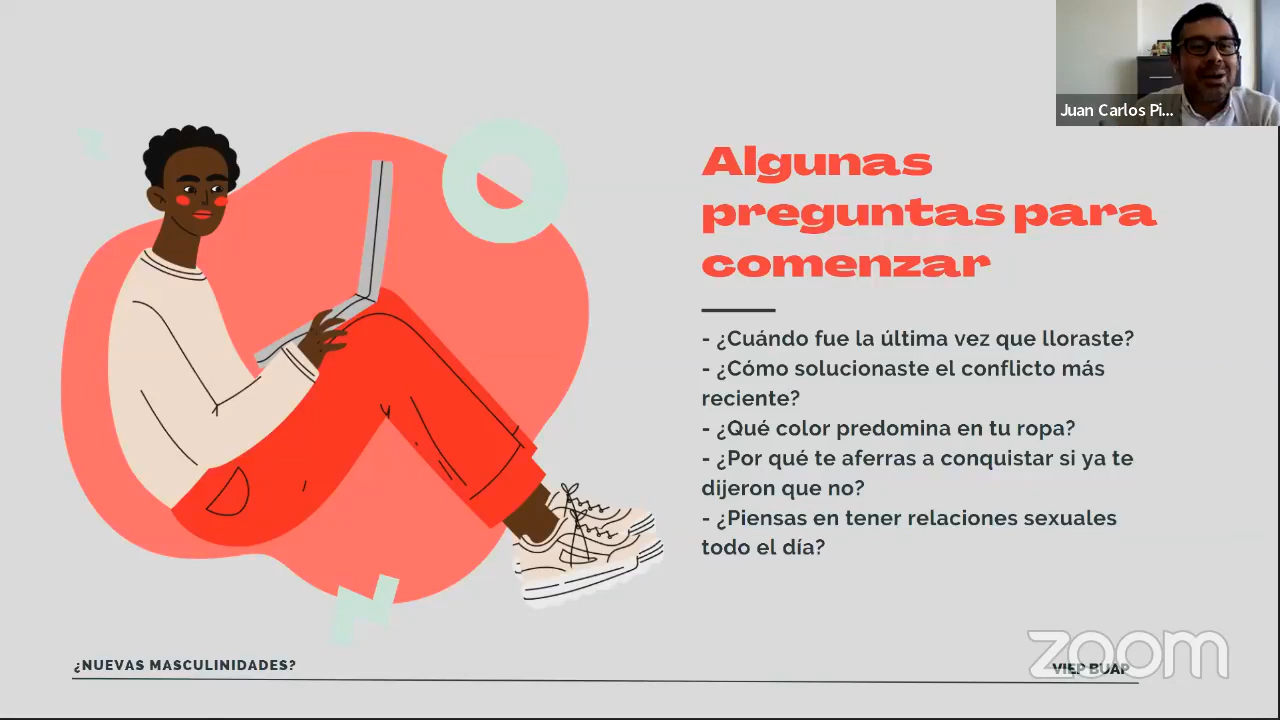 Juan Carlos Pi...
Algunas
preguntas para
comenzar
- ¿Cuándo fue la última vez que lloraste?
- ¿Cómo solucionaste el conflicto más
reciente?
- ¿Qué color predomina en tu ropa?
- ¿Por qué te aferras a conquistar si ya te
dijeron que no?
- ¿Piensas en tener relaciones sexuales
todo el día?
¿NUEVAS MASCULINIDADES?
VIEP BUAP
zoom